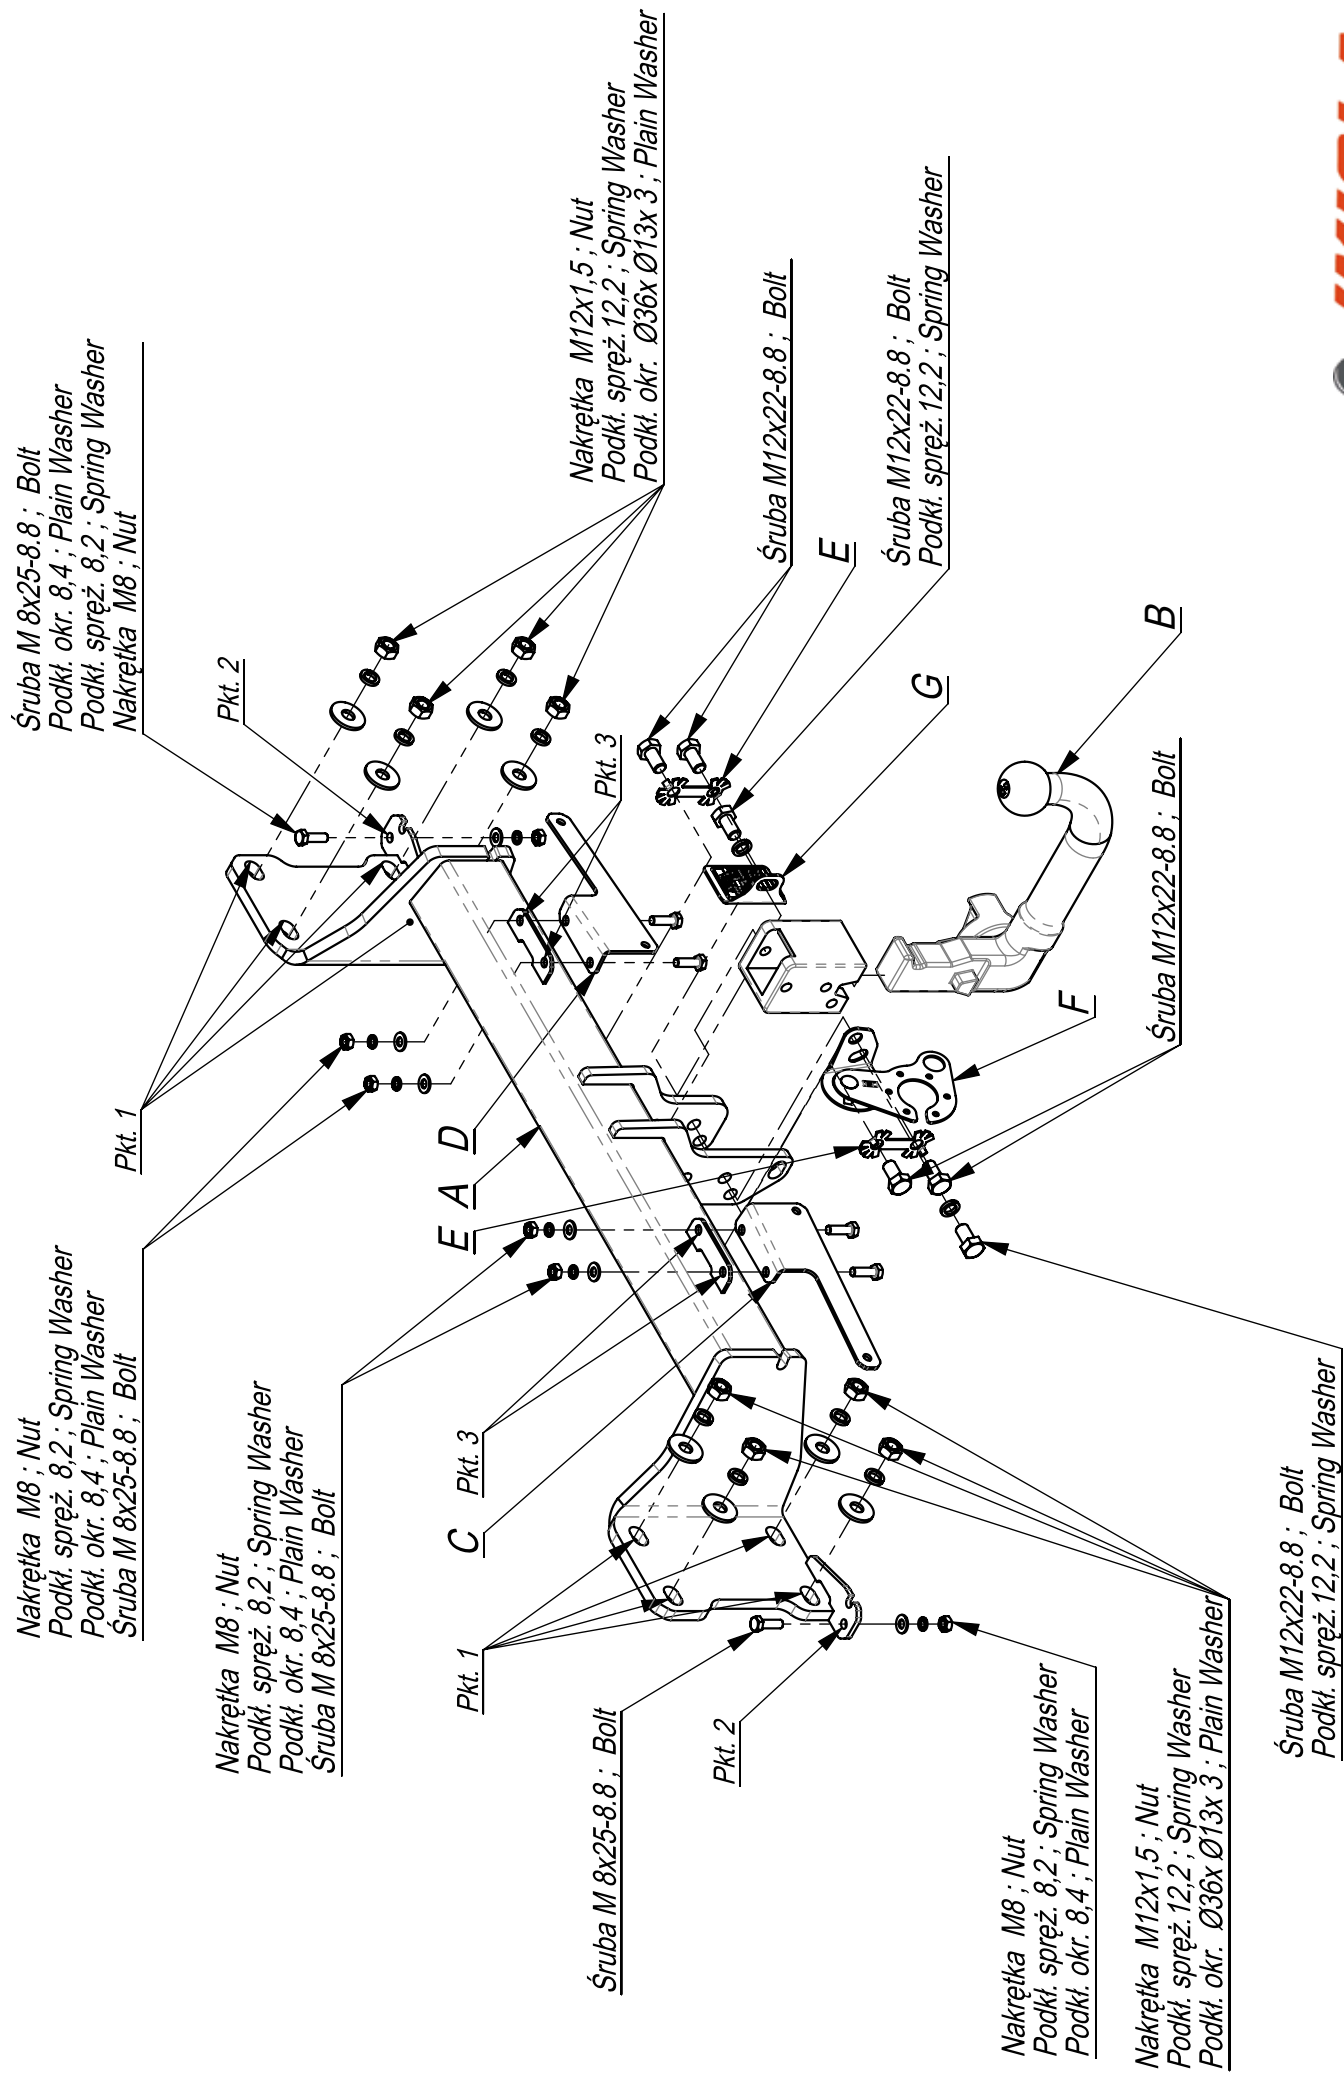 Śruba M 8x25-8.8 ; Bolt
Podkł. okr. 8,4 ; Plain Washer
Podkł. spręż. 8,2 ; Spring Washer
Nakrętka M8 ; Nut
Pkt. 2
Nakrętka M12x1,5 ; Nut
Podkł. spręż.12,2 ; Spring Washer
Podkł. okr. Ø36x Ø13x 3 ; Plain Washer
Pkt. 3
Śruba M12x22-8.8 ; Bolt
E
Śruba M12x22-8.8 ; Bolt
Podkł. spręż.12,2 ; Spring Washer
G
B
Śruba M12x22-8.8 ; Bolt
F
Pkt. 1
D
A
E
Nakrętka M8 ; Nut
Podkł. spręż. 8,2 ; Spring Washer
Podkł. okr. 8,4 ; Plain Washer
Śruba M 8x25-8.8 ; Bolt
Nakrętka M8 ; Nut
Podkł. spręż. 8,2 ; Spring Washer
Podkł. okr. 8,4 ; Plain Washer
Śruba M 8x25-8.8 ; Bolt
Pkt. 3
C
Pkt. 1
Śruba M 8x25-8.8 ; Bolt
Pkt. 2
Nakrętka M8 ; Nut
Podkł. spręż. 8,2 ; Spring Washer
Podkł. okr. 8,4 ; Plain Washer
Nakrętka M12x1,5 ; Nut
Podkł. spręż.12,2 ; Spring Washer
Podkł. okr. Ø36x Ø13x 3 ; Plain Washer
Śruba M12x22-8.8 ; Bolt
Podkł. spręż.12,2 ; Spring Washer